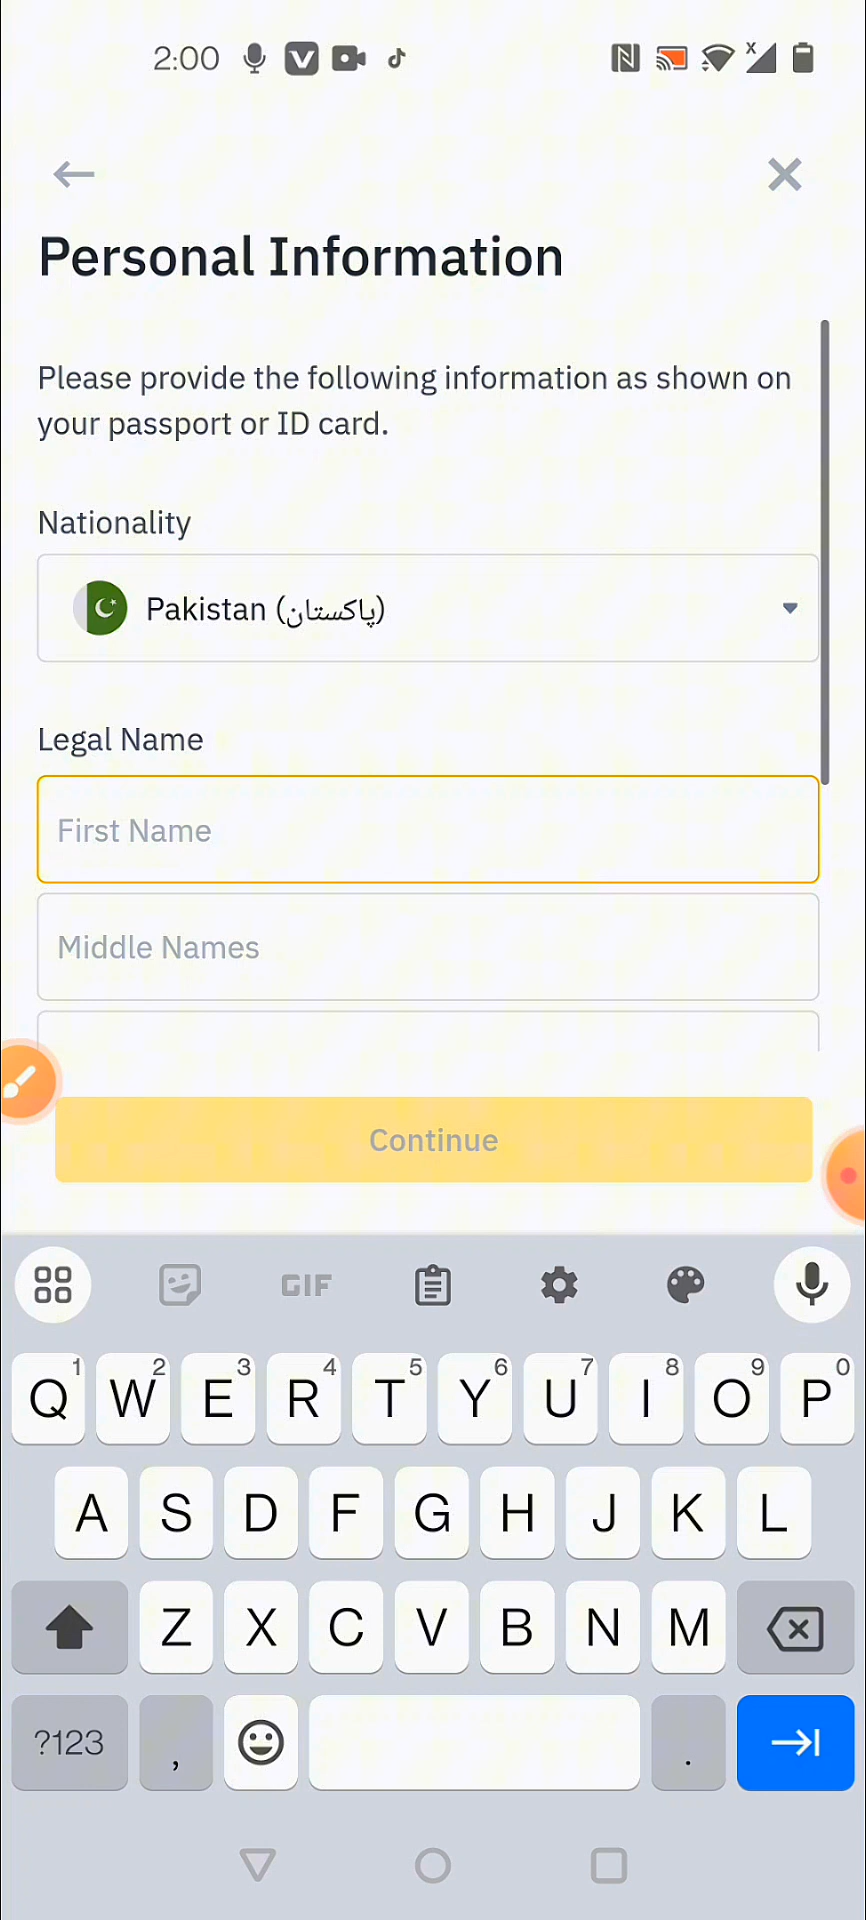 2:00
Personal Information
Please provide the following information as shown on
your passport or ID card.
Nationality
Pakistan (پاکستان)
Legal Name
First Name
Middle Names
Continue
GIF
Q 1 W 2 E 3 R 4 T 5 Y 6 U 7 I 8 O 9 P 0
A S D F G H J K L
Z X C V B N M
?123 , .